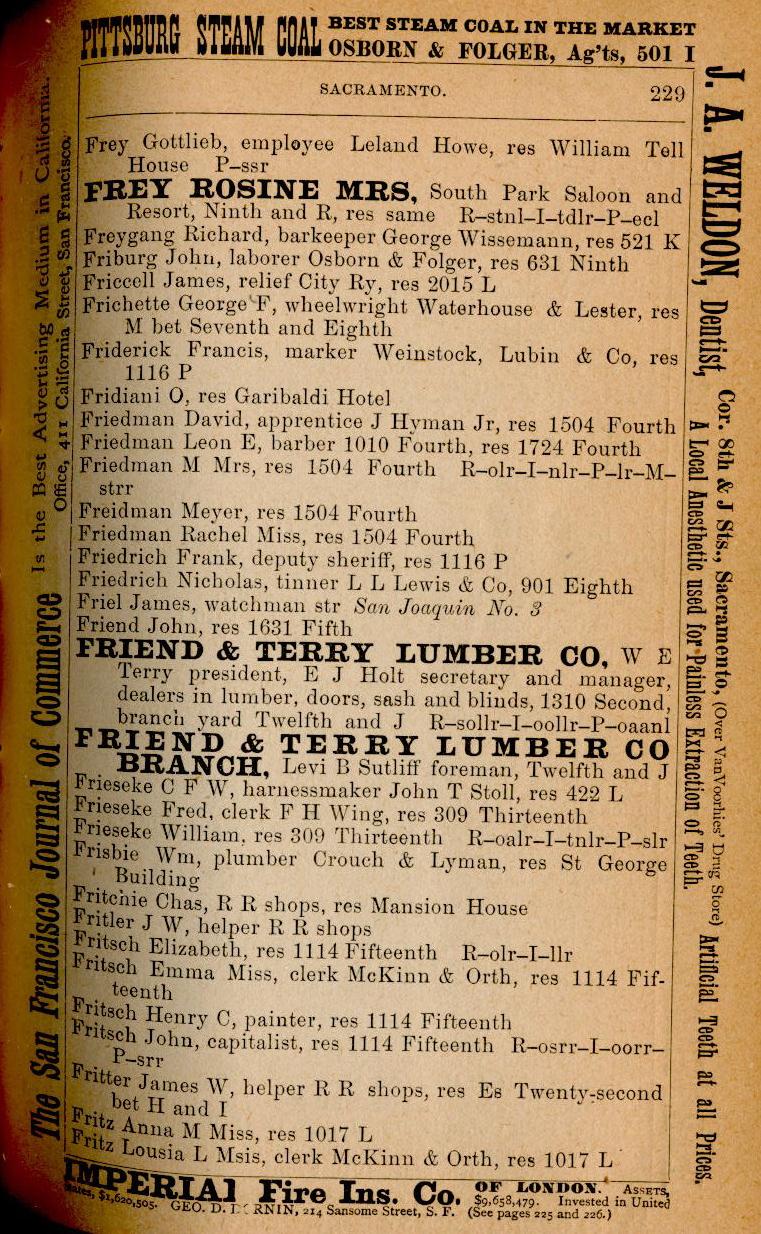 PITTSBURG STEAM COAL BEST STEAM COAL IN THE MARKET
OSBORN & FOLGER, Ag'ts, 501 I
SACRAMENTO. 229
Frey Gottlieb, employee Leland Howe, res William Tell
House P-ssr
FREY ROSINE MRS, South Park Saloon and
Resort, Ninth and R, res same R-stnl-I-tdlr-P-ecl
Freygang Richard, barkeeper George Wissemann, res 521 K
Friburg John, laborer Osborn & Folger, res 631 Ninth
Friccell James, relief City Ry, res 2015 L
Frichette George F, wheelwright Waterhouse & Lester, res
M bet Seventh and Eighth
Friderick Francis, marker Weinstock, Lubin & Co, res
1116 P
Fridiani O, res Garibaldi Hotel
Friedman David, apprentice J Hyman Jr, res 1504 Fourth
Friedman Leon E, barber 1010 Fourth, res 1724 Fourth
Friedman M Mrs, res 1504 Fourth R-olr-I-nlr-P-lr-M-
strr
Freidman Meyer, res 1504 Fourth
Friedman Rachel Miss, res 1504 Fourth
Friedrich Frank, deputy sheriff, res 1116 P
Friedrich Nicholas, tinner L L Lewis & Co, 901 Eighth
Friel James, watchman str San Joaquin No. 3
Friend John, res 1631 Fifth
FRIEND & TERRY LUMBER CO, W E
Terry president, E J Holt secretary and manager,
dealers in lumber, doors, sash and blinds, 1310 Second,
branch yard Twelfth and J R-sollr-I-oollr-P-oaanl
FRIEND & TERRY LUMBER CO
BRANCH, Levi B Sutliff foreman, Twelfth and J
Frieseke C F W, harnessmaker John T Stoll, res 422 L
Frieseke Fred, clerk F H Wing, res 309 Thirteenth
Frieseke William, res 309 Thirteenth R-oalr-I-tnlr-P-slr
Frisbie Wm, plumber Crouch & Lyman, res St George
Building
Fritchie Chas, R R shops, res Mansion House
Fritler J W, helper R R shops
Fritsch Elizabeth, res 1114 Fifteenth R-olr-I-llr
Fritsch Emma Miss, clerk McKinn & Orth, res 1114 Fif-
teenth
Fritsch Henry C, painter, res 1114 Fifteenth
Fritsch John, capitalist, res 1114 Fifteenth R-osrr-I-oorr-
P-srr
Fritter James W, helper R R shops, res Es Twenty-second
bet H and I
Fritz Anna M Miss, res 1017 L
Fritz Lousia L Msis, clerk McKinn & Orth, res 1017 L
IMPERIAL Fire Ins. Co. OF LONDON. ASSETS,
$9,658,479. Invested in United
States, $1,620,505. GEO. D. DORNIN, 214 Sansome Street, S. F. (See pages 225 and 226.)
The San Francisco Journal of Commerce Is the Best Advertising Medium in California.
Office, 411 California Street, San Francisco.
J. A. WELDON, Dentist, Cor. 8th & J Sts., Sacramento, (Over VanVoorhies' Drug Store) Artificial Teeth at all Prices.
A Local Anesthetic used for Painless Extraction of Teeth.